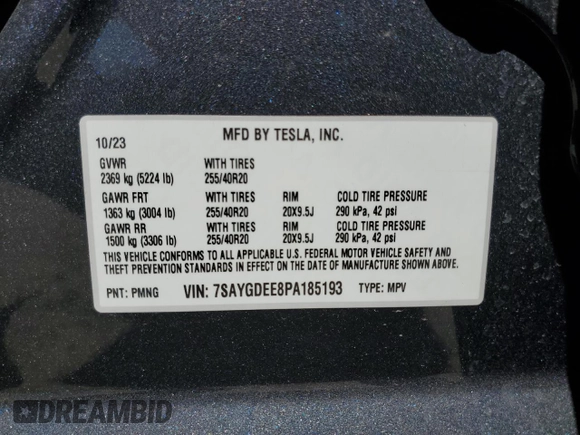 MFD BY TESLA, INC.
10/23
GVWR WITH TIRES
2369 kg (5224 lb) 255/40R20
GAWR FRT WITH TIRES RIM COLD TIRE PRESSURE
1363 kg (3004 lb) 255/40R20 20X9.5J 290 kPa, 42 psi
GAWR RR WITH TIRES RIM COLD TIRE PRESSURE
1500 kg (3306 lb) 255/40R20 20X9.5J 290 kPa, 42 psi
THIS VEHICLE CONFORMS TO ALL APPLICABLE U.S. FEDERAL MOTOR VEHICLE SAFETY AND
THEFT PREVENTION STANDARDS IN EFFECT ON THE DATE OF MANUFACTURE SHOWN ABOVE.
PNT: PMNG VIN: 7SAYGDEE8PA185193 TYPE: MPV
DREAMBID